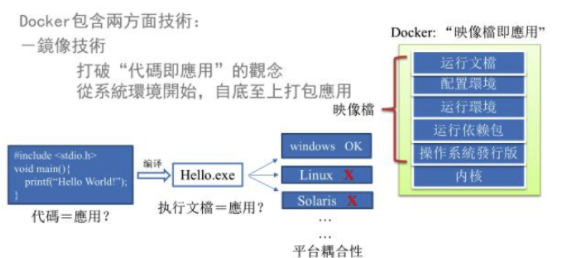 Docker包含兩方面技術：
－鏡像技術
打破“代碼即應用”的觀念
從系統環境開始，自底至上打包應用
Docker: “映像檔即應用”
运行文檔
配置環境
运行環境
运行依赖包
操作系統發行版
内核
映像檔
#include <stdio.h>
void main(){
printf("Hello World!");
}
代碼＝應用？
编译
Hello.exe
执行文檔＝應用？
windows OK
Linux X
Solaris X
...
...
平台耦合性